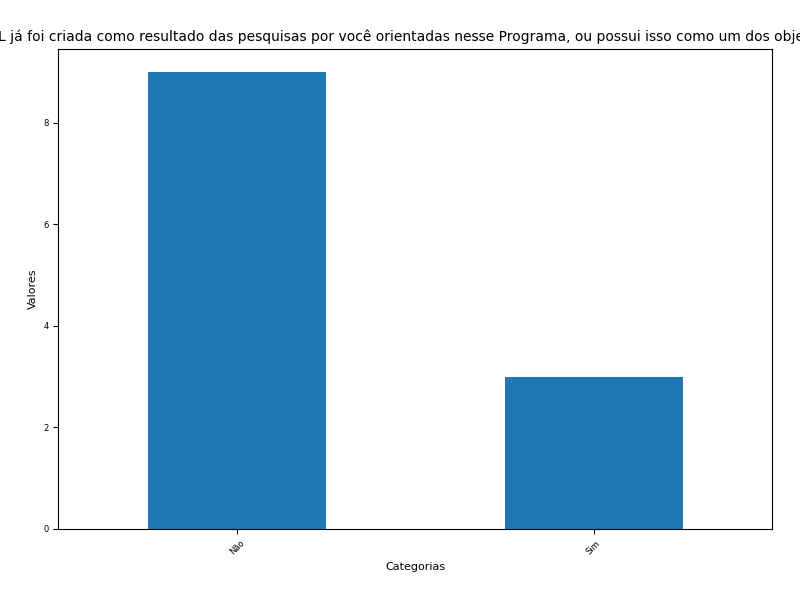 L já foi criada como resultado das pesquisas por você orientadas nesse Programa, ou possui isso como um dos obje
8
6
4
2
0
Valores
Não
Sim
Categorias